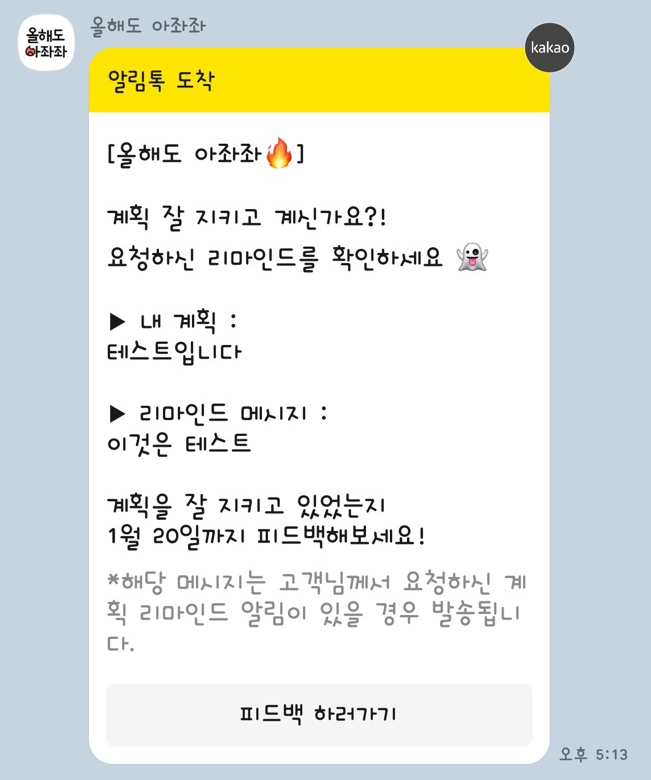 올해도
아좌좌
올해도 아좌좌
kakao
알림톡 도착
[올해도 아좌좌🔥]
계획 잘 지키고 계신가요?!
요청하신 리마인드를 확인하세요 👻
▶ 내 계획 :
테스트입니다
▶ 리마인드 메시지 :
이것은 테스트
계획을 잘 지키고 있었는지
1월 20일까지 피드백해보세요!
*해당 메시지는 고객님께서 요청하신 계
획 리마인드 알림이 있을 경우 발송됩니
다.
피드백 하러가기
오후 5:13